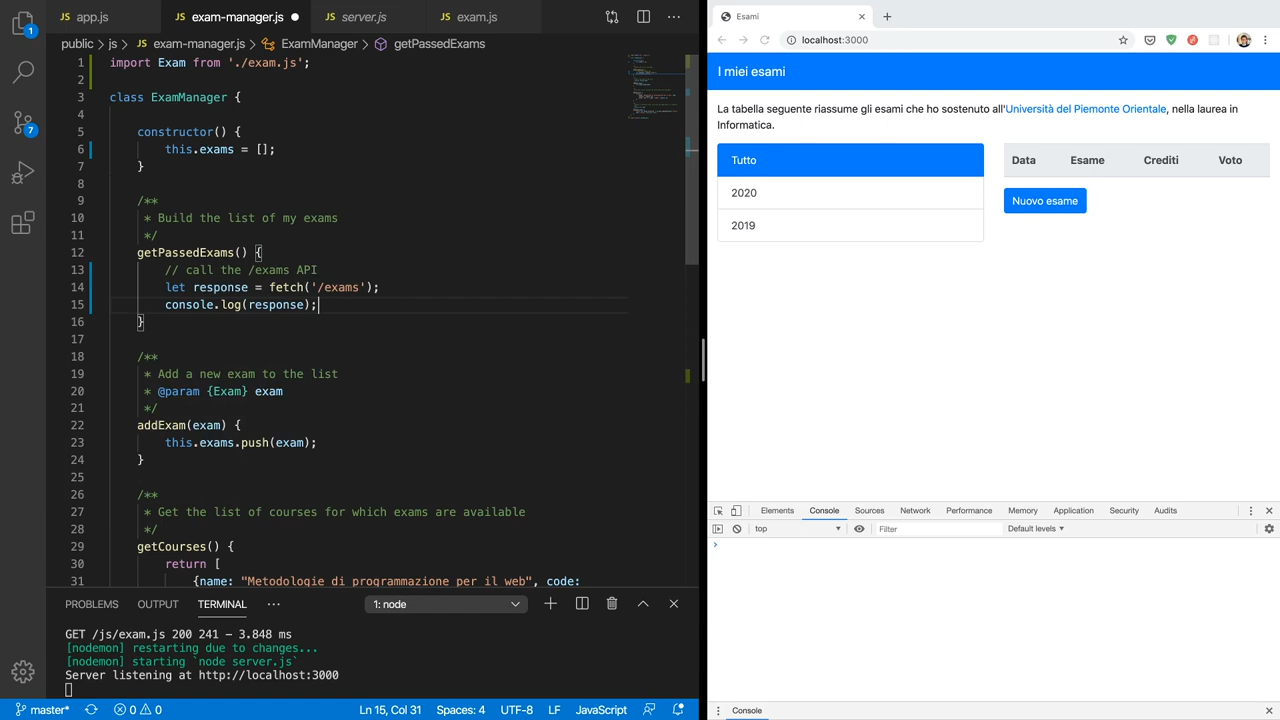 app.js
exam-manager.js
server.js
exam.js
public > js > exam-manager.js > ExamManager > getPassedExams
1 import Exam from './exam.js';
2
3 class ExamManager {
4
5 constructor() {
6 this.exams = [];
7 }
8
9 /**
10 * Build the list of my exams
11 */
12 getPassedExams() {
13 // call the /exams API
14 let response = fetch('/exams');
15 console.log(response);
16 }
17
18 /**
19 * Add a new exam to the list
20 * @param {Exam} exam
21 */
22 addExam(exam) {
23 this.exams.push(exam);
24 }
25
26 /**
27 * Get the list of courses for which exams are available
28 */
29 getCourses() {
30 return [
31 {name: "Metodologie di programmazione per il web", code:
1
7
PROBLEMS OUTPUT TERMINAL ... 1: node
GET /js/exam.js 200 241 - 3.848 ms
[nodemon] restarting due to changes...
[nodemon] starting `node server.js`
Server listening at http://localhost:3000
master* 0 0 Ln 15, Col 31 Spaces: 4 UTF-8 LF JavaScript
Esami
localhost:3000
I miei esami
La tabella seguente riassume gli esami che ho sostenuto all'Università del Piemonte Orientale, nella laurea in
Informatica.
Tutto
2020
2019
Data Esame Crediti Voto
Nuovo esame
Elements Console Sources Network Performance Memory Application Security Audits
top Filter Default levels
Console